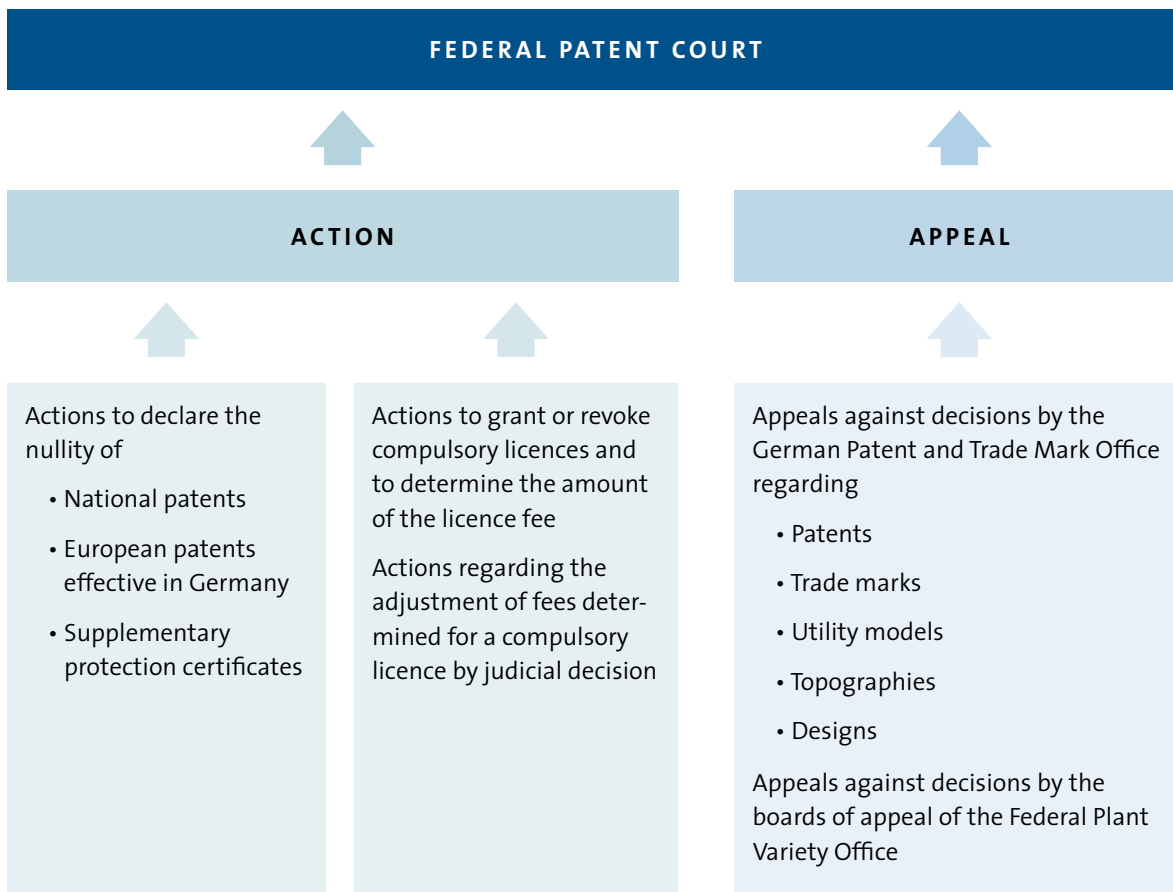 FEDERAL PATENT COURT
ACTION
APPEAL
Actions to declare the
nullity of
• National patents
• European patents
effective in Germany
• Supplementary
protection certificates
Actions to grant or revoke
compulsory licences and
to determine the amount
of the licence fee
Actions regarding the
adjustment of fees deter-
mined for a compulsory
licence by judicial decision
Appeals against decisions by the
German Patent and Trade Mark Office
regarding
• Patents
• Trade marks
• Utility models
• Topographies
• Designs
Appeals against decisions by the
boards of appeal of the Federal Plant
Variety Office